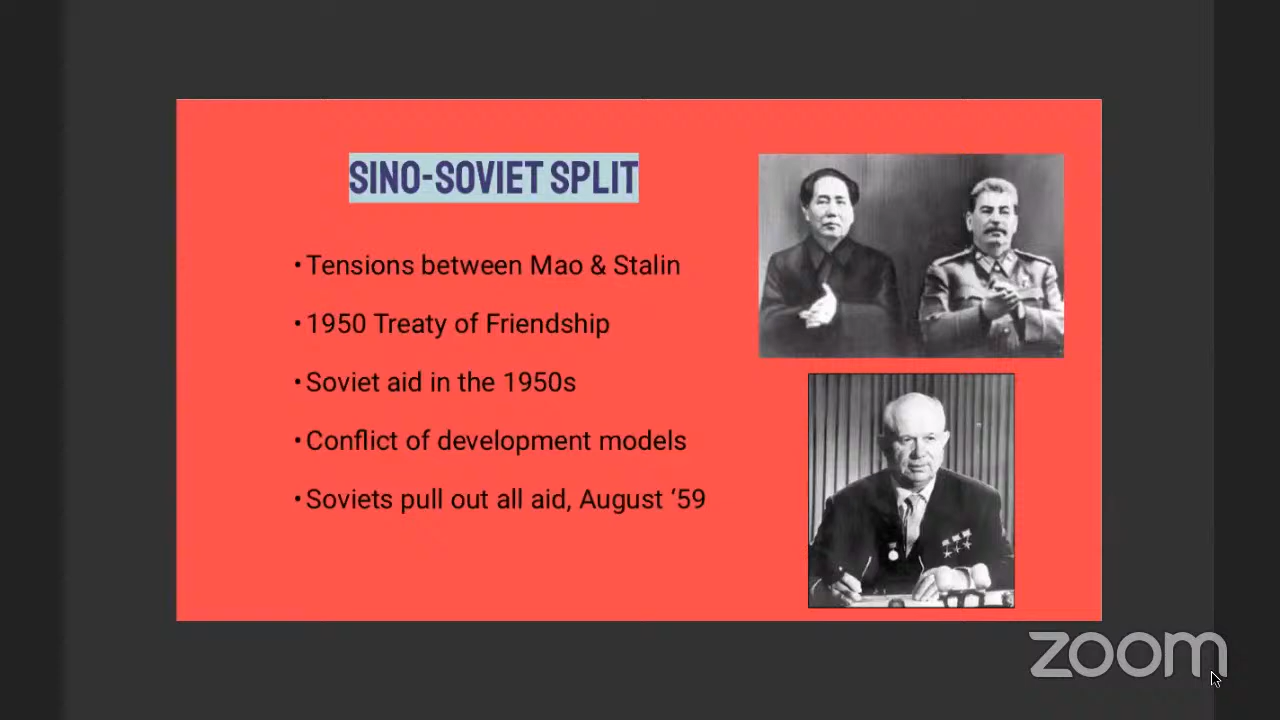 SINO-SOVIET SPLIT
• Tensions between Mao & Stalin
• 1950 Treaty of Friendship
• Soviet aid in the 1950s
• Conflict of development models
• Soviets pull out all aid, August ‘59
zoom